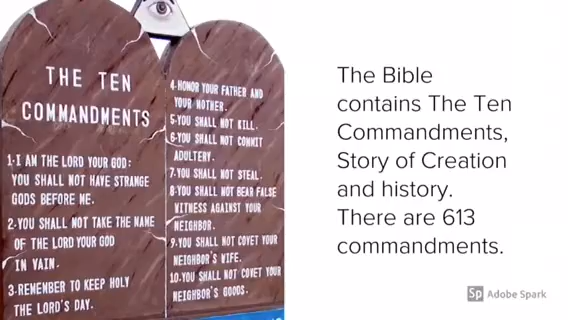 THE TEN
COMMANDMENTS
1-I AM THE LORD YOUR GOD:
YOU SHALL NOT HAVE STRANGE
GODS BEFORE ME.
2-YOU SHALL NOT TAKE THE NAME
OF THE LORD YOUR GOD
IN VAIN.
3-REMEMBER TO KEEP HOLY
THE LORD'S DAY.
4-HONOR YOUR FATHER AND
YOUR MOTHER.
5-YOU SHALL NOT KILL.
6-YOU SHALL NOT COMMIT
ADULTERY.
7-YOU SHALL NOT STEAL.
8-YOU SHALL NOT BEAR FALSE
WITNESS AGAINST YOUR
NEIGHBOR.
9-YOU SHALL NOT COVET YOUR
NEIGHBOR'S WIFE.
10-YOU SHALL NOT COVET YOUR
NEIGHBOR'S GOODS.
The Bible
contains The Ten
Commandments,
Story of Creation
and history.
There are 613
commandments.
Sp Adobe Spark